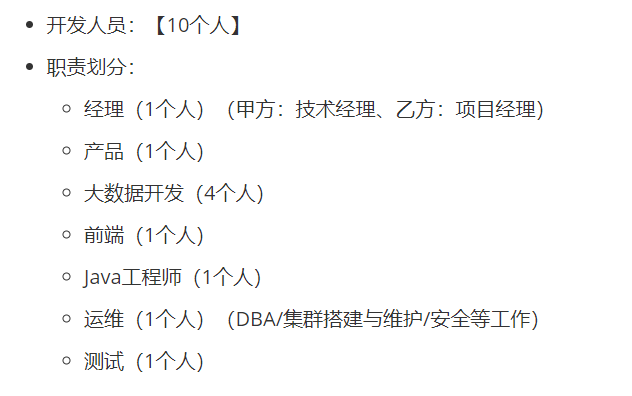 开发人员：【10个人】
职责划分：
经理（1个人）（甲方：技术经理、乙方：项目经理）
产品（1个人）
大数据开发（4个人）
前端（1个人）
Java工程师（1个人）
运维（1个人）（DBA/集群搭建与维护/安全等工作）
测试（1个人）